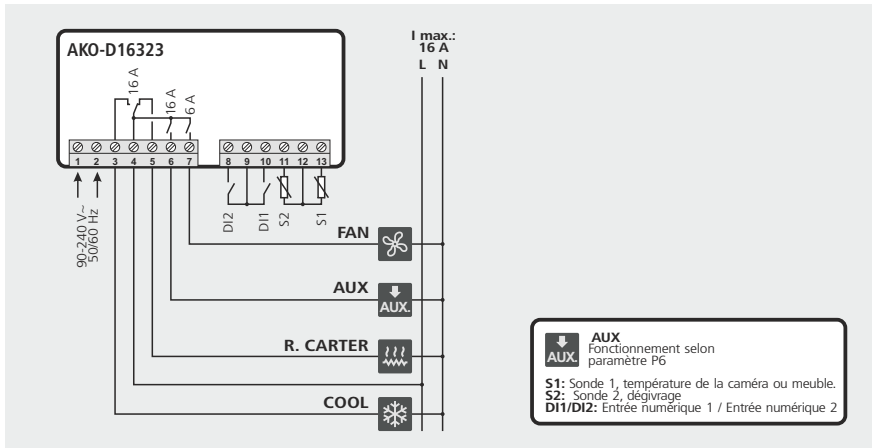 AKO-D16323
I max.:
16 A
L N
16 A
16 A
6 A
1 2 3 4 5 6 7 8 9 10 11 12 13
90-240 V~
50/60 Hz
DI2
DI1
S2
S1
FAN
AUX
AUX.
R. CARTER
COOL
AUX.
AUX
Fonctionnement selon
paramètre P6
S1: Sonde 1, température de la caméra ou meuble.
S2: Sonde 2, dégivrage
DI1/DI2: Entrée numérique 1 / Entrée numérique 2